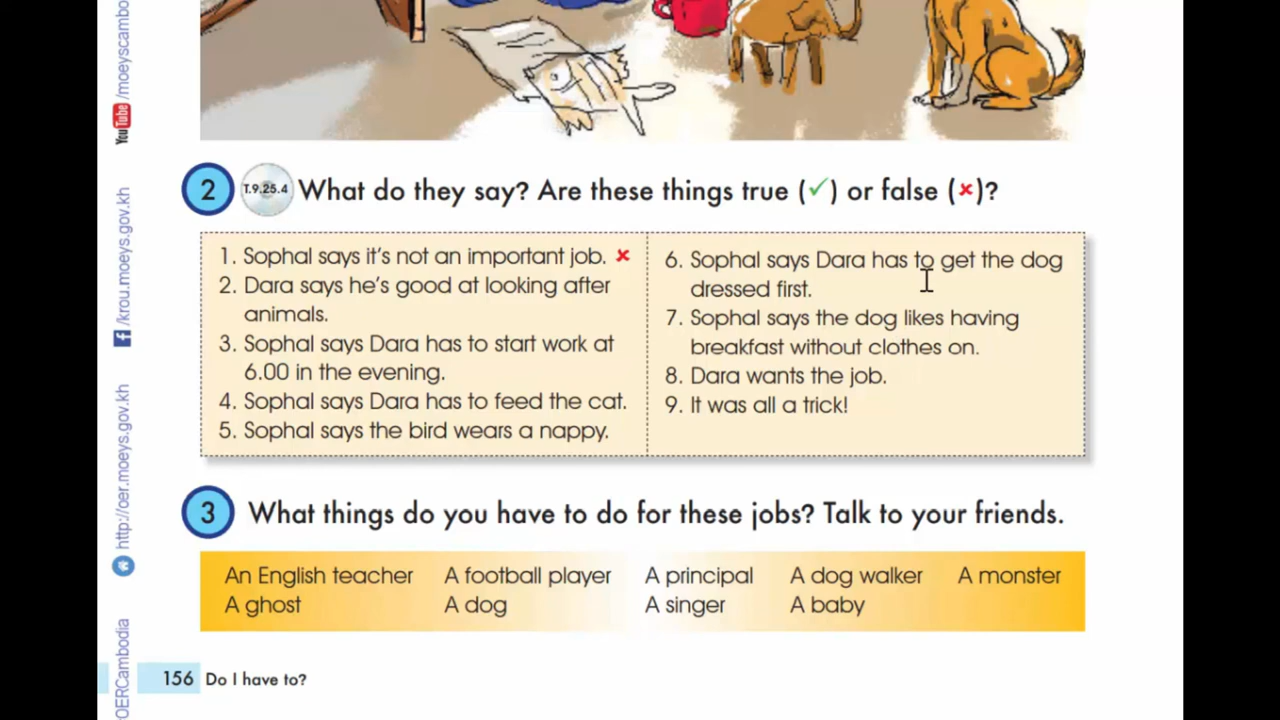 2 T.9.25.4 What do they say? Are these things true (✓) or false (✗)?
1. Sophal says it's not an important job. ✗
2. Dara says he's good at looking after
animals.
3. Sophal says Dara has to start work at
6.00 in the evening.
4. Sophal says Dara has to feed the cat.
5. Sophal says the bird wears a nappy.
6. Sophal says Dara has to get the dog
dressed first.
7. Sophal says the dog likes having
breakfast without clothes on.
8. Dara wants the job.
9. It was all a trick!
3 What things do you have to do for these jobs? Talk to your friends.
An English teacher A football player A principal A dog walker A monster
A ghost A dog A singer A baby
156 Do I have to?
YouTube /moeyscambo
f /krou.moeys.gov.kh
http://oer.moeys.gov.kh
OERCambodia